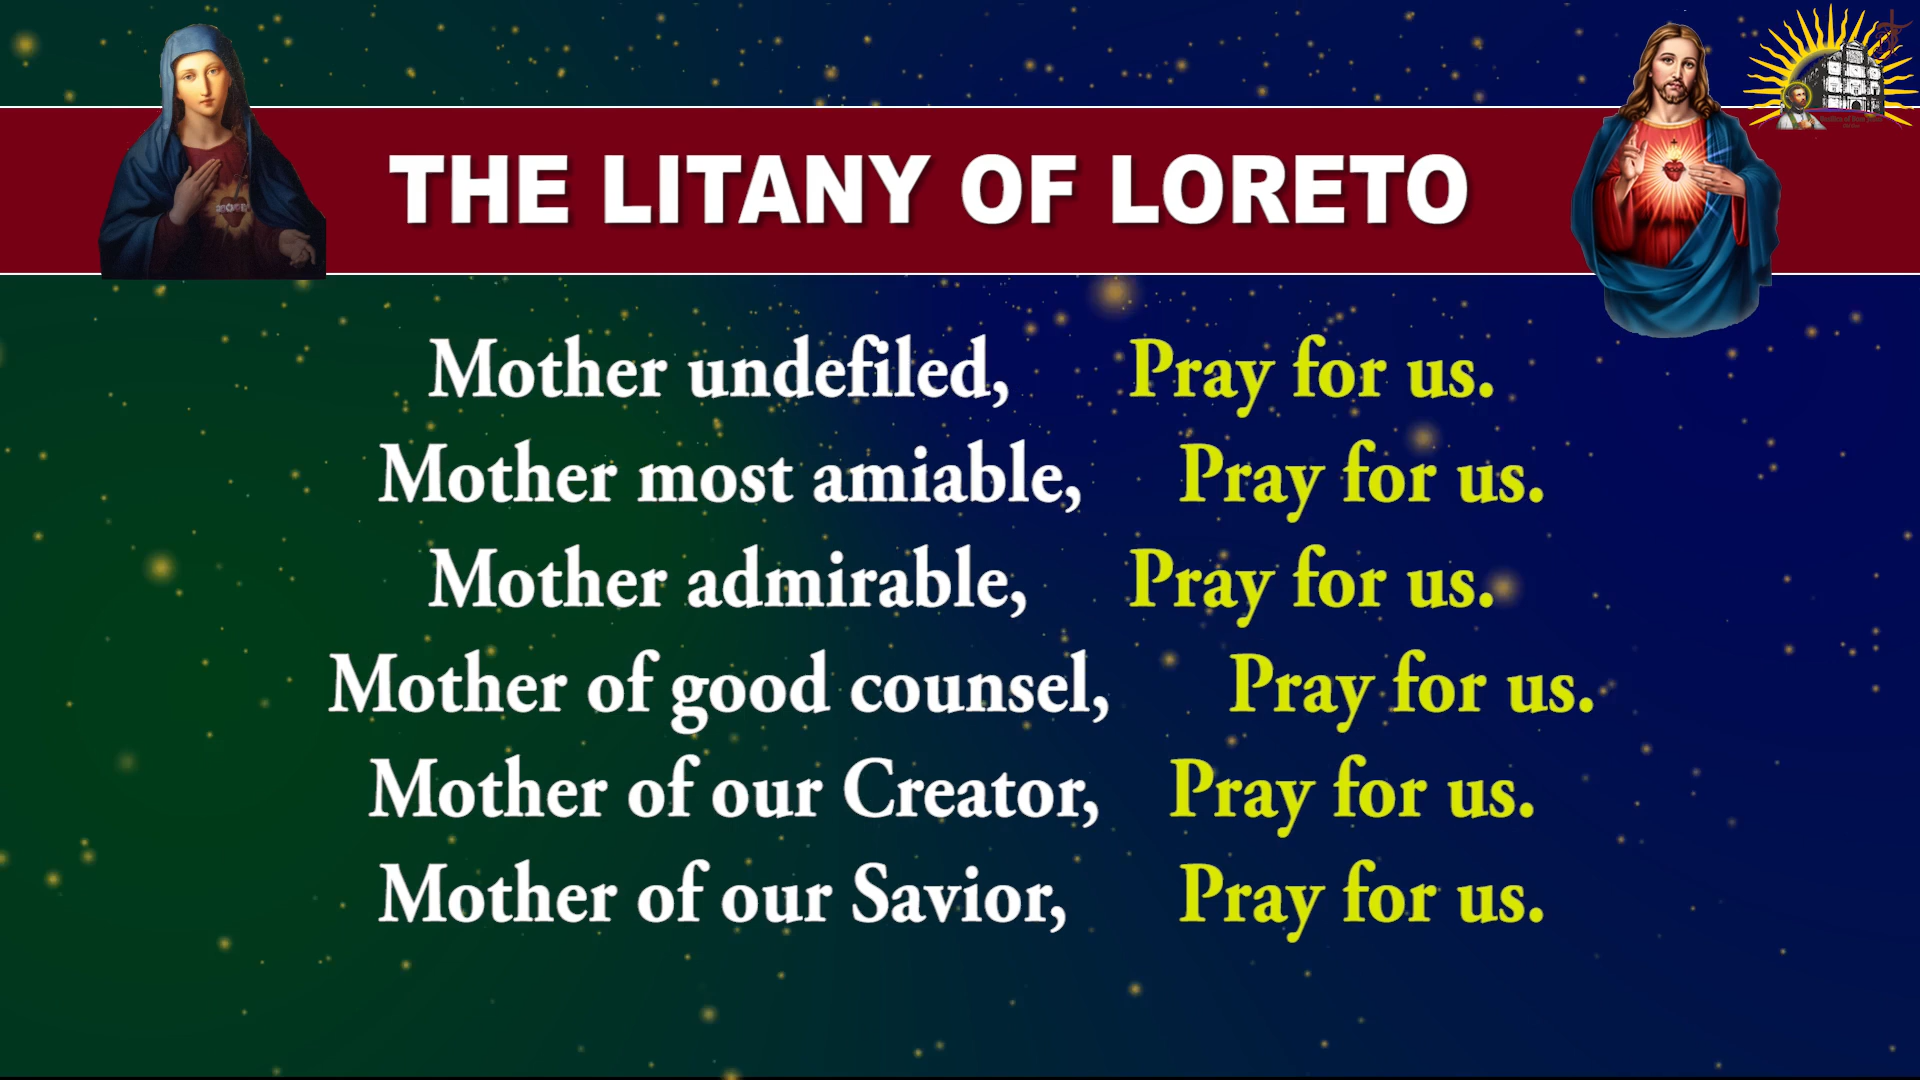 THE LITANY OF LORETO
Mother undefiled, Pray for us.
Mother most amiable, Pray for us.
Mother admirable, Pray for us.
Mother of good counsel, Pray for us.
Mother of our Creator, Pray for us.
Mother of our Savior, Pray for us.